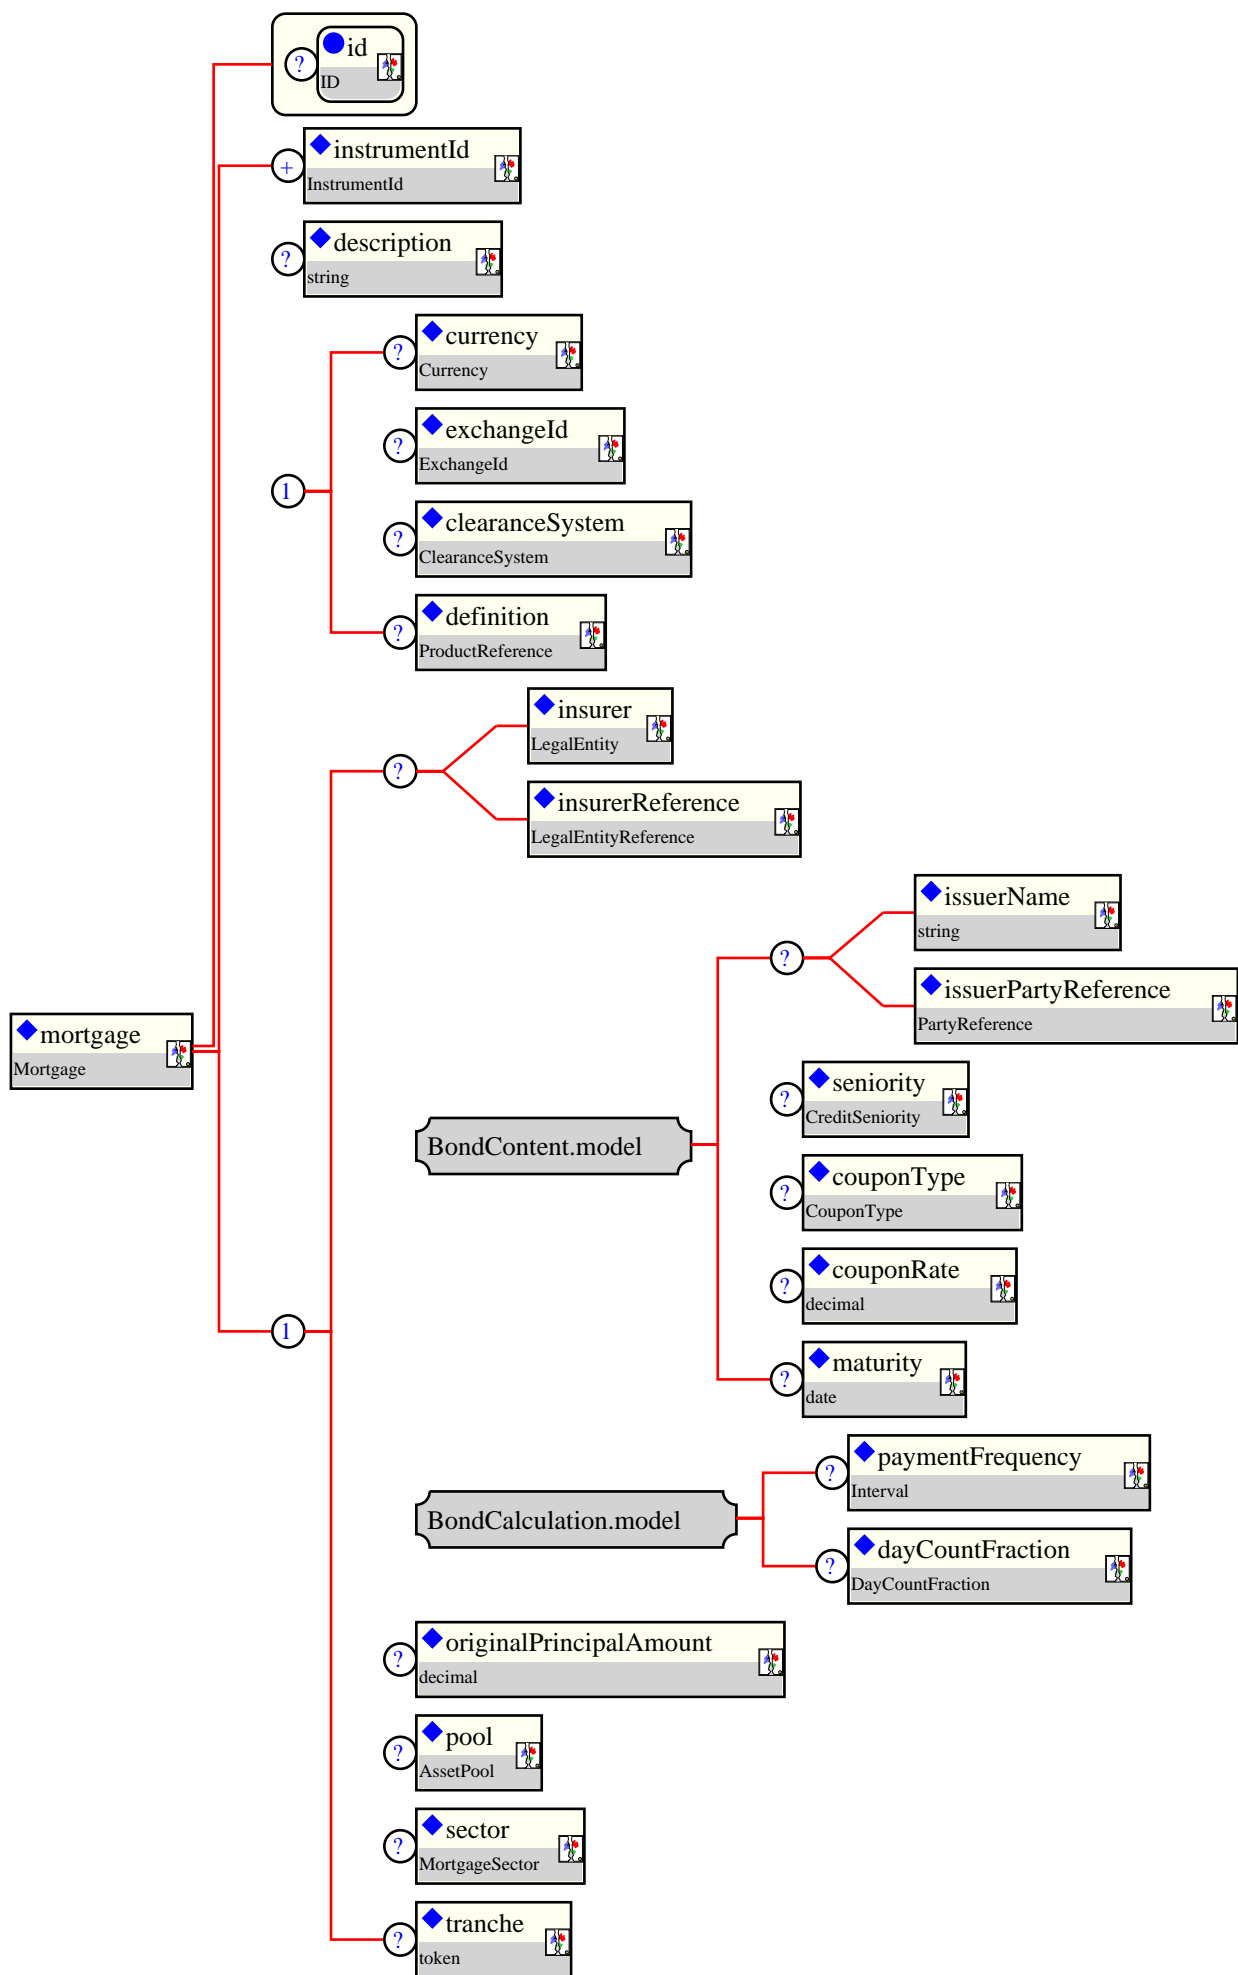 ?
id
ID
+
instrumentId
InstrumentId
?
description
string
?
currency
Currency
?
exchangeId
ExchangeId
1
?
clearanceSystem
ClearanceSystem
?
definition
ProductReference
?
insurer
LegalEntity
insurerReference
LegalEntityReference
?
issuerName
string
issuerPartyReference
PartyReference
mortgage
Mortgage
?
seniority
CreditSeniority
BondContent.model
?
couponType
CouponType
?
couponRate
decimal
1
?
maturity
date
?
paymentFrequency
Interval
BondCalculation.model
?
dayCountFraction
DayCountFraction
?
originalPrincipalAmount
decimal
?
pool
AssetPool
?
sector
MortgageSector
?
tranche
token